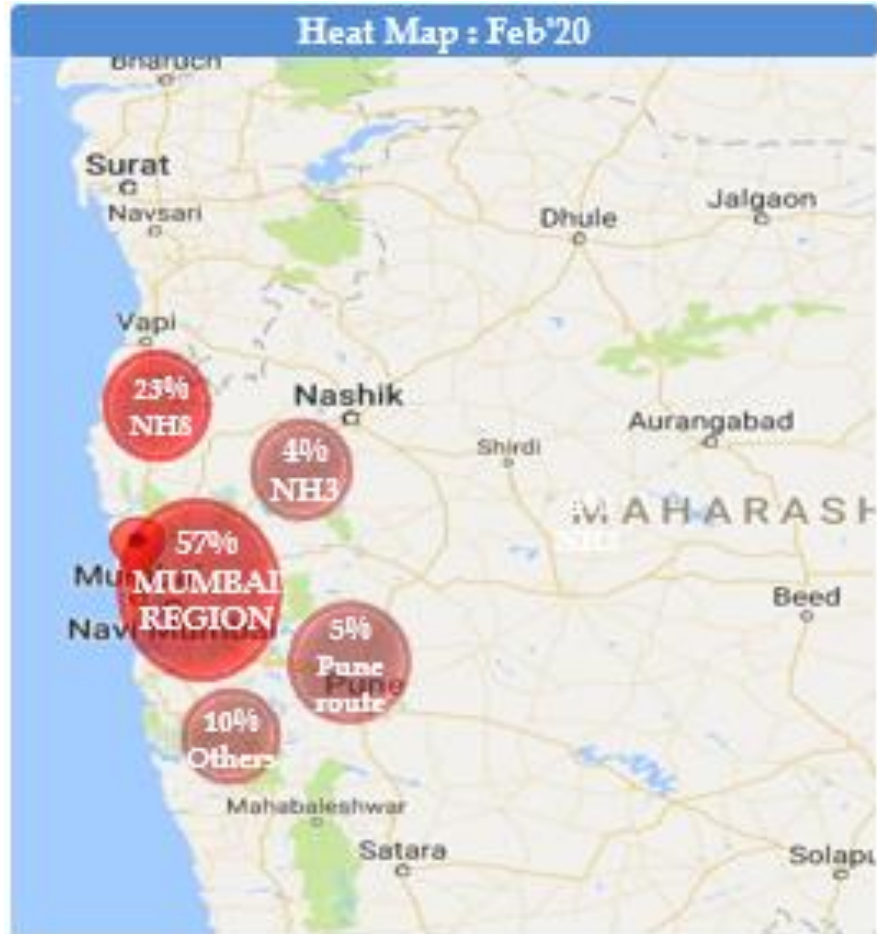 Heat Map : Feb'20
Bharuch
Surat
Navsari
Dhule
Jalgaon
Vapi
23%
NH8
Nashik
4%
NH3
Aurangabad
Shirdi
MAHARASH
57%
MUMBAI
REGION
Navi Mumbai
Beed
5%
Pune
route
Pune
10%
Others
Mahabaleshwar
Satara
Solapu